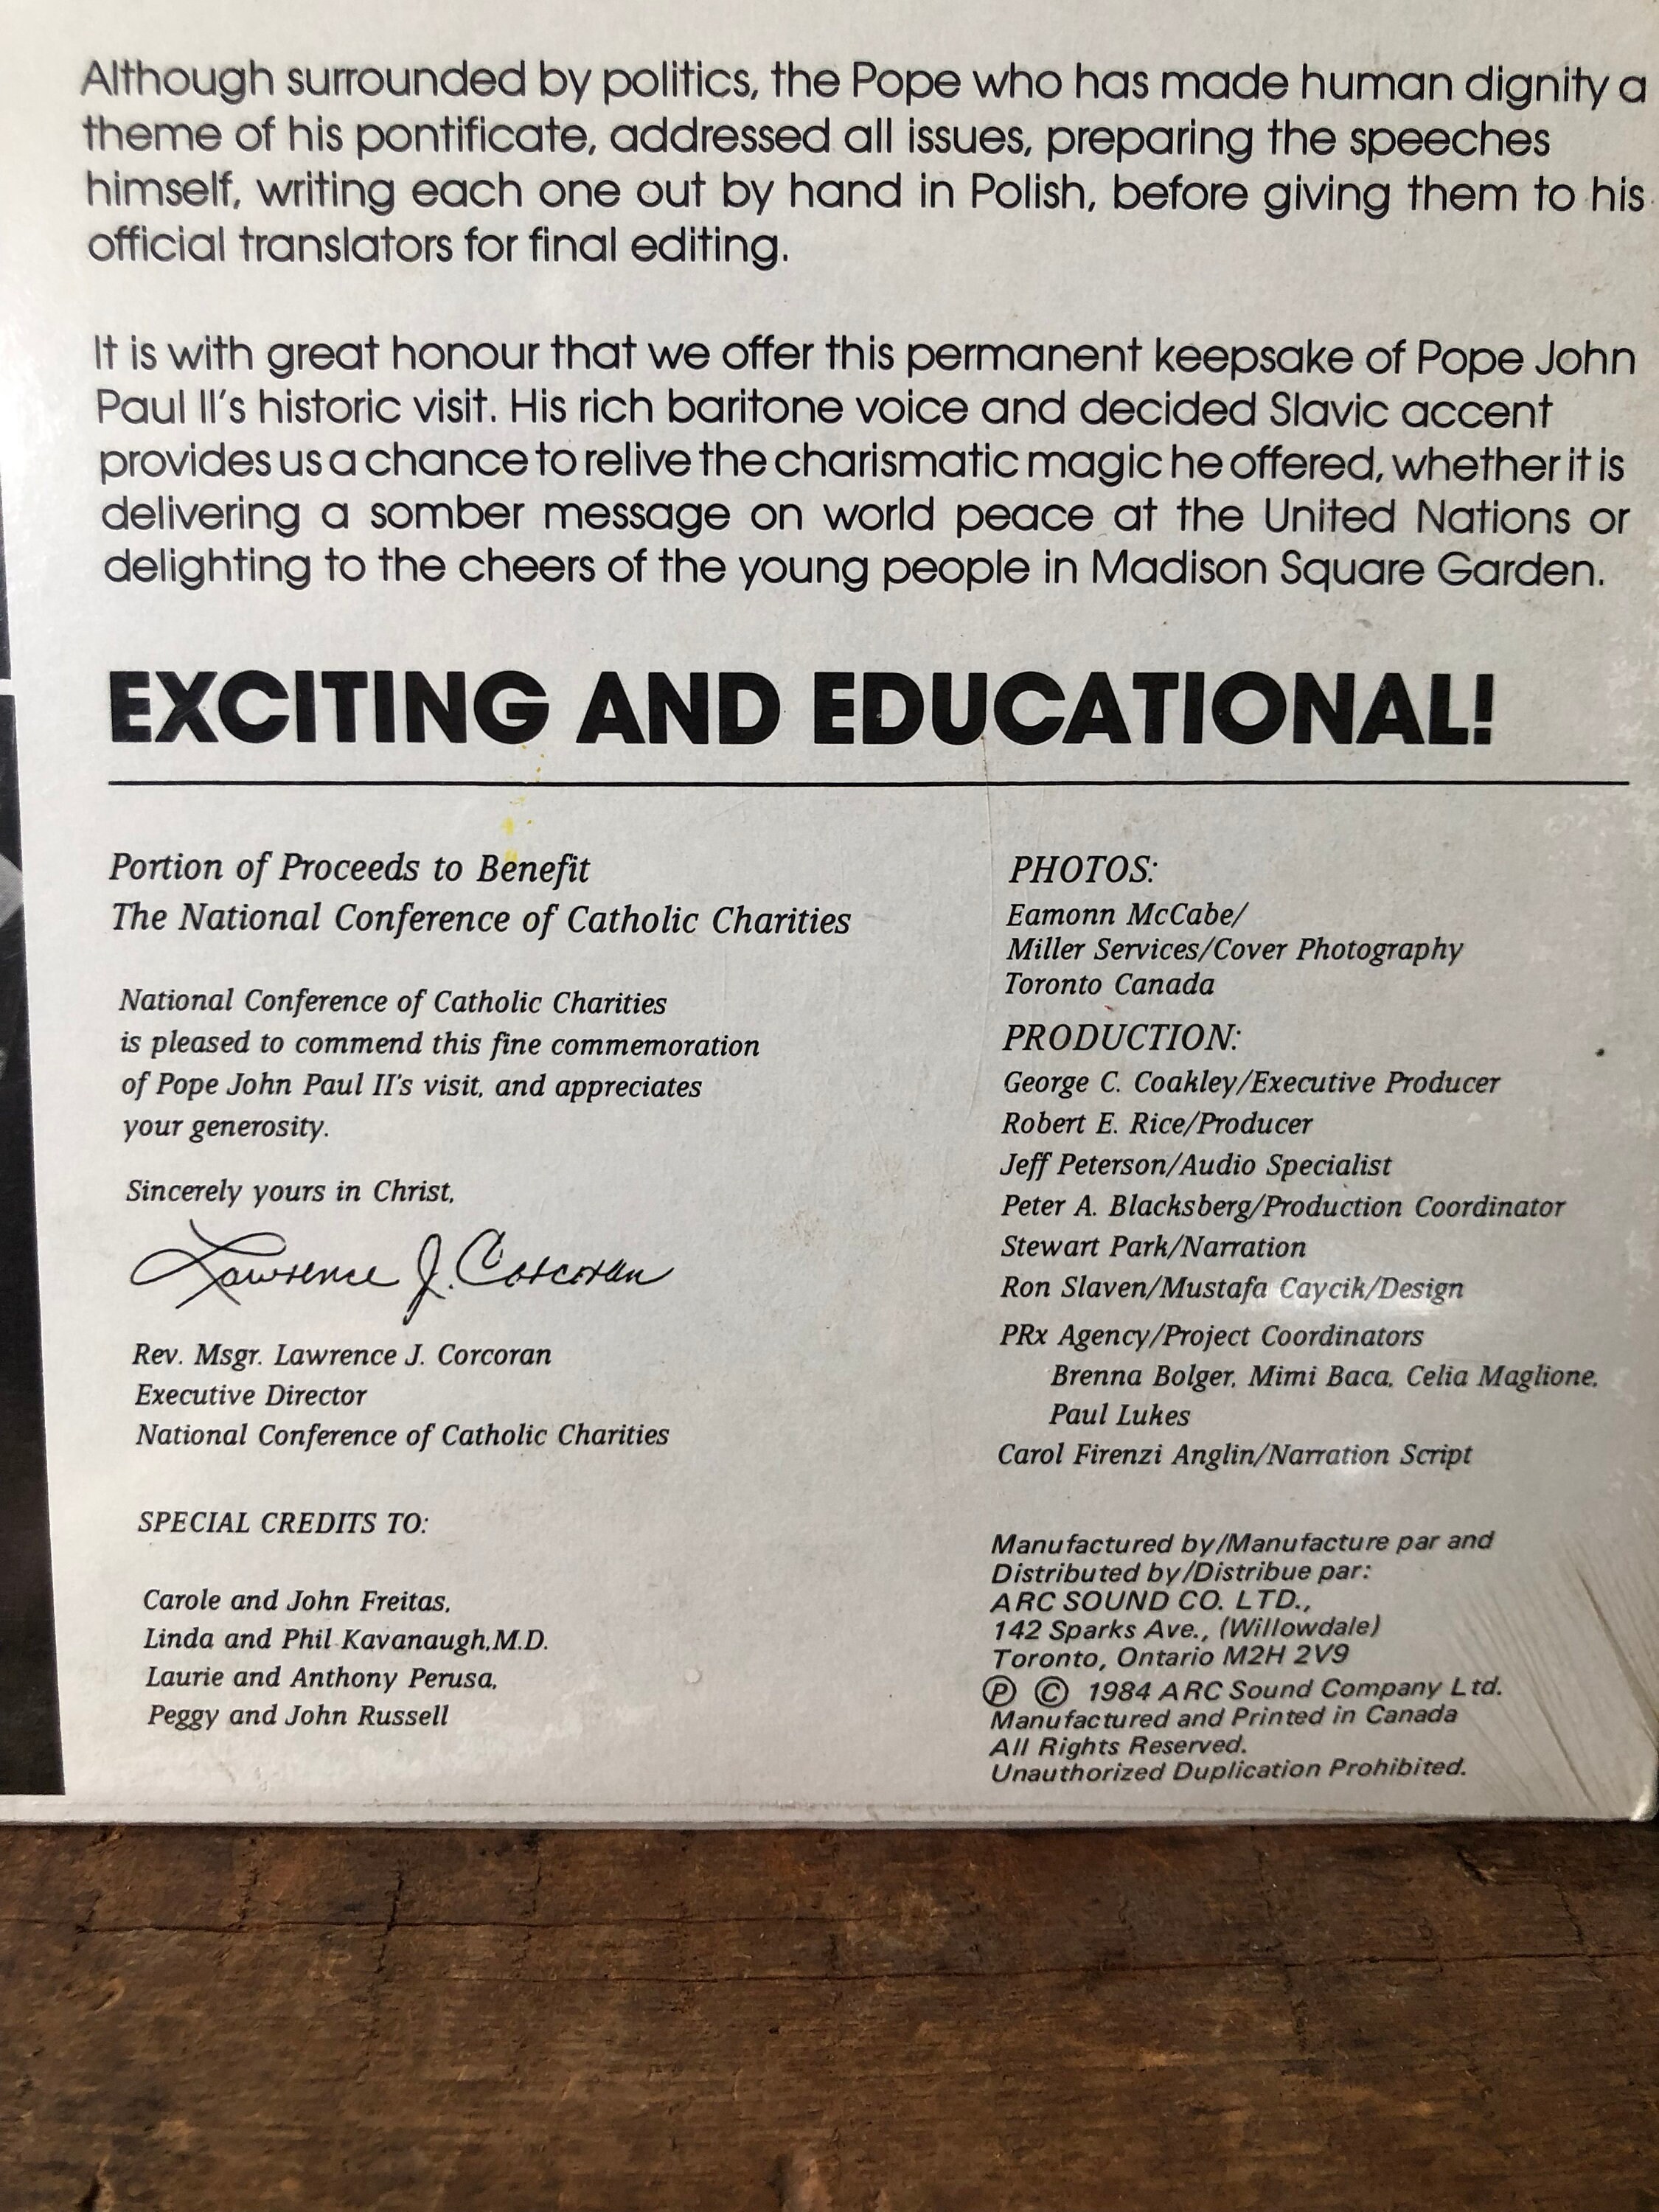 Although surrounded by politics, the Pope who has made human dignity a
theme of his pontificate, addressed all issues, preparing the speeches
himself, writing each one out by hand in Polish, before giving them to his
official translators for final editing.
It is with great honour that we offer this permanent keepsake of Pope John
Paul II's historic visit. His rich baritone voice and decided Slavic accent
provides us a chance to relive the charismatic magic he offered, whether it is
delivering a somber message on world peace at the United Nations or
delighting to the cheers of the young people in Madison Square Garden.
EXCITING AND EDUCATIONAL!
Portion of Proceeds to Benefit
The National Conference of Catholic Charities
National Conference of Catholic Charities
is pleased to commend this fine commemoration
of Pope John Paul II's visit, and appreciates
your generosity.
Sincerely yours in Christ,
Lawrence J. Corcoran
Rev. Msgr. Lawrence J. Corcoran
Executive Director
National Conference of Catholic Charities
SPECIAL CREDITS TO:
Carole and John Freitas,
Linda and Phil Kavanaugh,M.D.
Laurie and Anthony Perusa,
Peggy and John Russell
PHOTOS:
Eamonn McCabe/
Miller Services/Cover Photography
Toronto Canada
PRODUCTION:
George C. Coakley/Executive Producer
Robert E. Rice/Producer
Jeff Peterson/Audio Specialist
Peter A. Blacksberg/Production Coordinator
Stewart Park/Narration
Ron Slaven/Mustafa Caycik/Design
PRx Agency/Project Coordinators
Brenna Bolger, Mimi Baca, Celia Maglione,
Paul Lukes
Carol Firenzi Anglin/Narration Script
Manufactured by/Manufacture par and
Distributed by/Distribue par:
ARC SOUND CO. LTD.,
142 Sparks Ave., (Willowdale)
Toronto, Ontario M2H 2V9
Ⓟ © 1984 ARC Sound Company Ltd.
Manufactured and Printed in Canada
All Rights Reserved.
Unauthorized Duplication Prohibited.